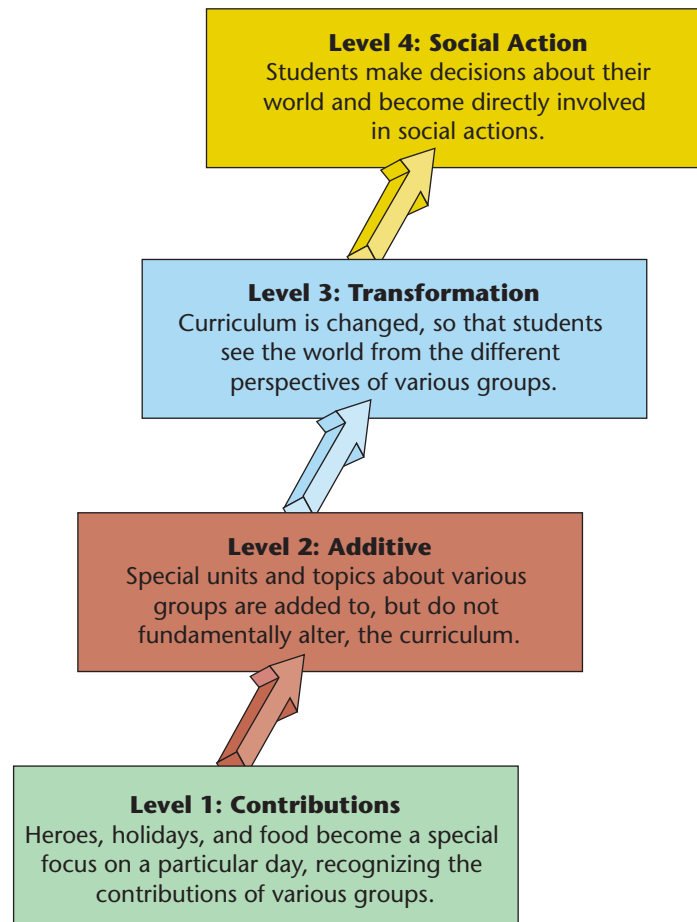 Level 4: Social Action
Students make decisions about their
world and become directly involved
in social actions.
Level 3: Transformation
Curriculum is changed, so that students
see the world from the different
perspectives of various groups.
Level 2: Additive
Special units and topics about various
groups are added to, but do not
fundamentally alter, the curriculum.
Level 1: Contributions
Heroes, holidays, and food become a special
focus on a particular day, recognizing the
contributions of various groups.